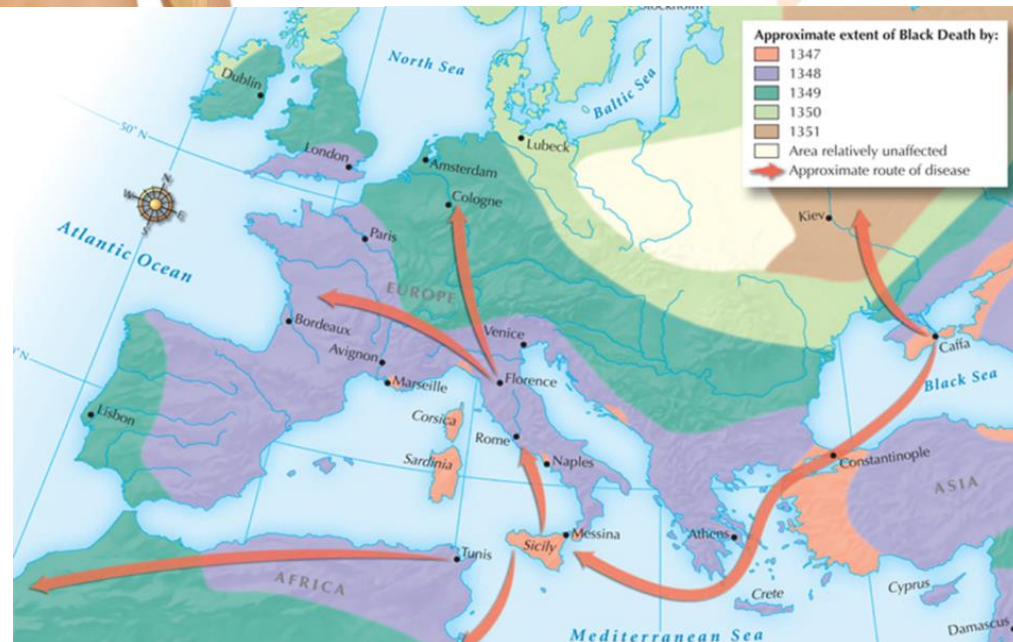 North Sea
Baltic Sea
Approximate extent of Black Death by:
1347
1348
1349
1350
1351
Area relatively unaffected
Approximate route of disease
Dublin
50°N
London
Amsterdam
Lubeck
Cologne
N
W
E
S
Kiev
Paris
Atlantic Ocean
EUROPE
Bordeaux
Venice
Caffa
Avignon
Marseille
Florence
Black Sea
Lisbon
Corsica
Rome
Sardinia
Naples
Constantinople
ASIA
Messina
Sicily
Athens
Tunis
AFRICA
Crete
Cyprus
Damascus
Mediterranean Sea